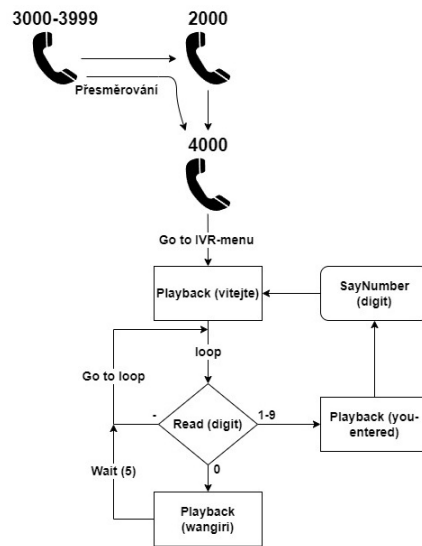 3000-3999
2000
Přesměrování
4000
Go to IVR-menu
Playback (vitejte)
SayNumber
(digit)
loop
Go to loop
-
Read (digit)
1-9
Playback (you-
entered)
Wait (5)
0
Playback
(wangiri)